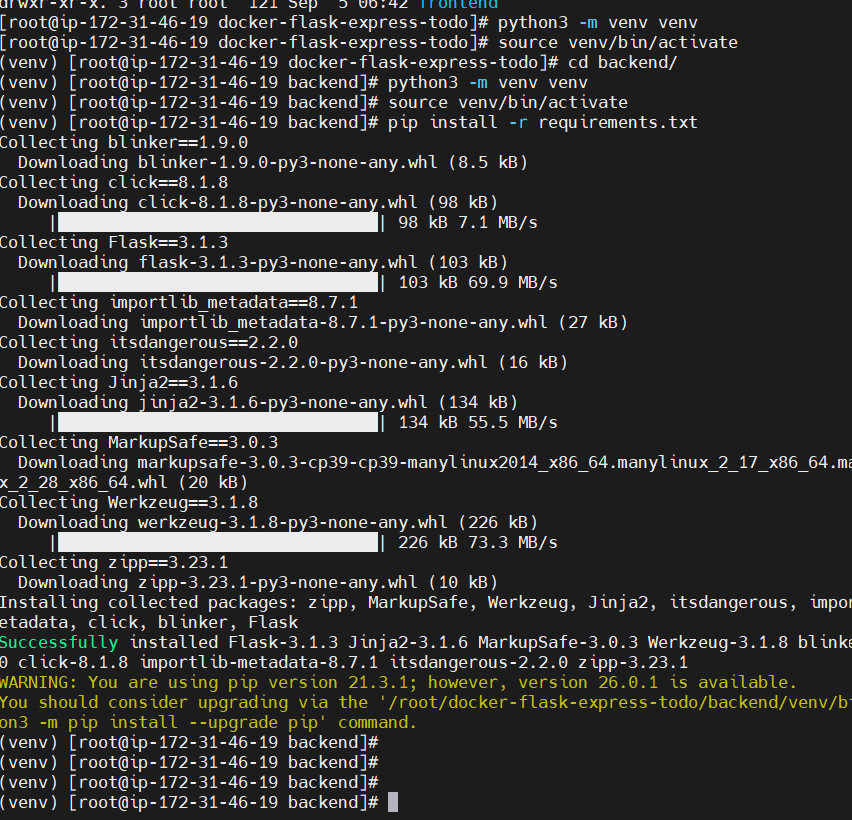 drwxr-xr-x. 3 root root  121 Sep  5 06:42 frontend
[root@ip-172-31-46-19 docker-flask-express-todo]# python3 -m venv venv
[root@ip-172-31-46-19 docker-flask-express-todo]# source venv/bin/activate
(venv) [root@ip-172-31-46-19 docker-flask-express-todo]# cd backend/
(venv) [root@ip-172-31-46-19 backend]# python3 -m venv venv
(venv) [root@ip-172-31-46-19 backend]# source venv/bin/activate
(venv) [root@ip-172-31-46-19 backend]# pip install -r requirements.txt
Collecting blinker==1.9.0
  Downloading blinker-1.9.0-py3-none-any.whl (8.5 kB)
Collecting click==8.1.8
  Downloading click-8.1.8-py3-none-any.whl (98 kB)
     |████████████████████████████████| 98 kB 7.1 MB/s
Collecting Flask==3.1.3
  Downloading flask-3.1.3-py3-none-any.whl (103 kB)
     |████████████████████████████████| 103 kB 69.9 MB/s
Collecting importlib_metadata==8.7.1
  Downloading importlib_metadata-8.7.1-py3-none-any.whl (27 kB)
Collecting itsdangerous==2.2.0
  Downloading itsdangerous-2.2.0-py3-none-any.whl (16 kB)
Collecting Jinja2==3.1.6
  Downloading jinja2-3.1.6-py3-none-any.whl (134 kB)
     |████████████████████████████████| 134 kB 55.5 MB/s
Collecting MarkupSafe==3.0.3
  Downloading markupsafe-3.0.3-cp39-cp39-manylinux2014_x86_64.manylinux_2_17_x86_64.ma
x_2_28_x86_64.whl (20 kB)
Collecting Werkzeug==3.1.8
  Downloading werkzeug-3.1.8-py3-none-any.whl (226 kB)
     |████████████████████████████████| 226 kB 73.3 MB/s
Collecting zipp==3.23.1
  Downloading zipp-3.23.1-py3-none-any.whl (10 kB)
Installing collected packages: zipp, MarkupSafe, Werkzeug, Jinja2, itsdangerous, impor
etadata, click, blinker, Flask
Successfully installed Flask-3.1.3 Jinja2-3.1.6 MarkupSafe-3.0.3 Werkzeug-3.1.8 blinke
0 click-8.1.8 importlib-metadata-8.7.1 itsdangerous-2.2.0 zipp-3.23.1
WARNING: You are using pip version 21.3.1; however, version 26.0.1 is available.
You should consider upgrading via the '/root/docker-flask-express-todo/backend/venv/bi
on3 -m pip install --upgrade pip' command.
(venv) [root@ip-172-31-46-19 backend]#
(venv) [root@ip-172-31-46-19 backend]#
(venv) [root@ip-172-31-46-19 backend]#
(venv) [root@ip-172-31-46-19 backend]#